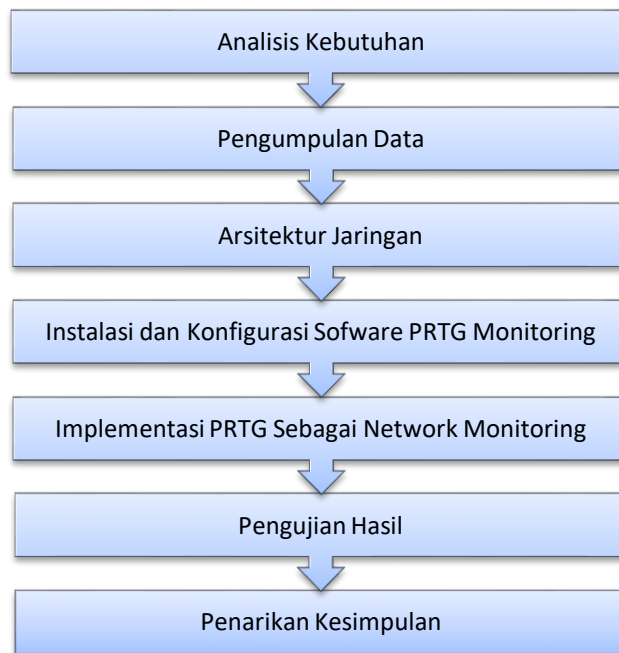 Analisis Kebutuhan
Pengumpulan Data
Arsitektur Jaringan
Instalasi dan Konfigurasi Sofware PRTG Monitoring
Implementasi PRTG Sebagai Network Monitoring
Pengujian Hasil
Penarikan Kesimpulan